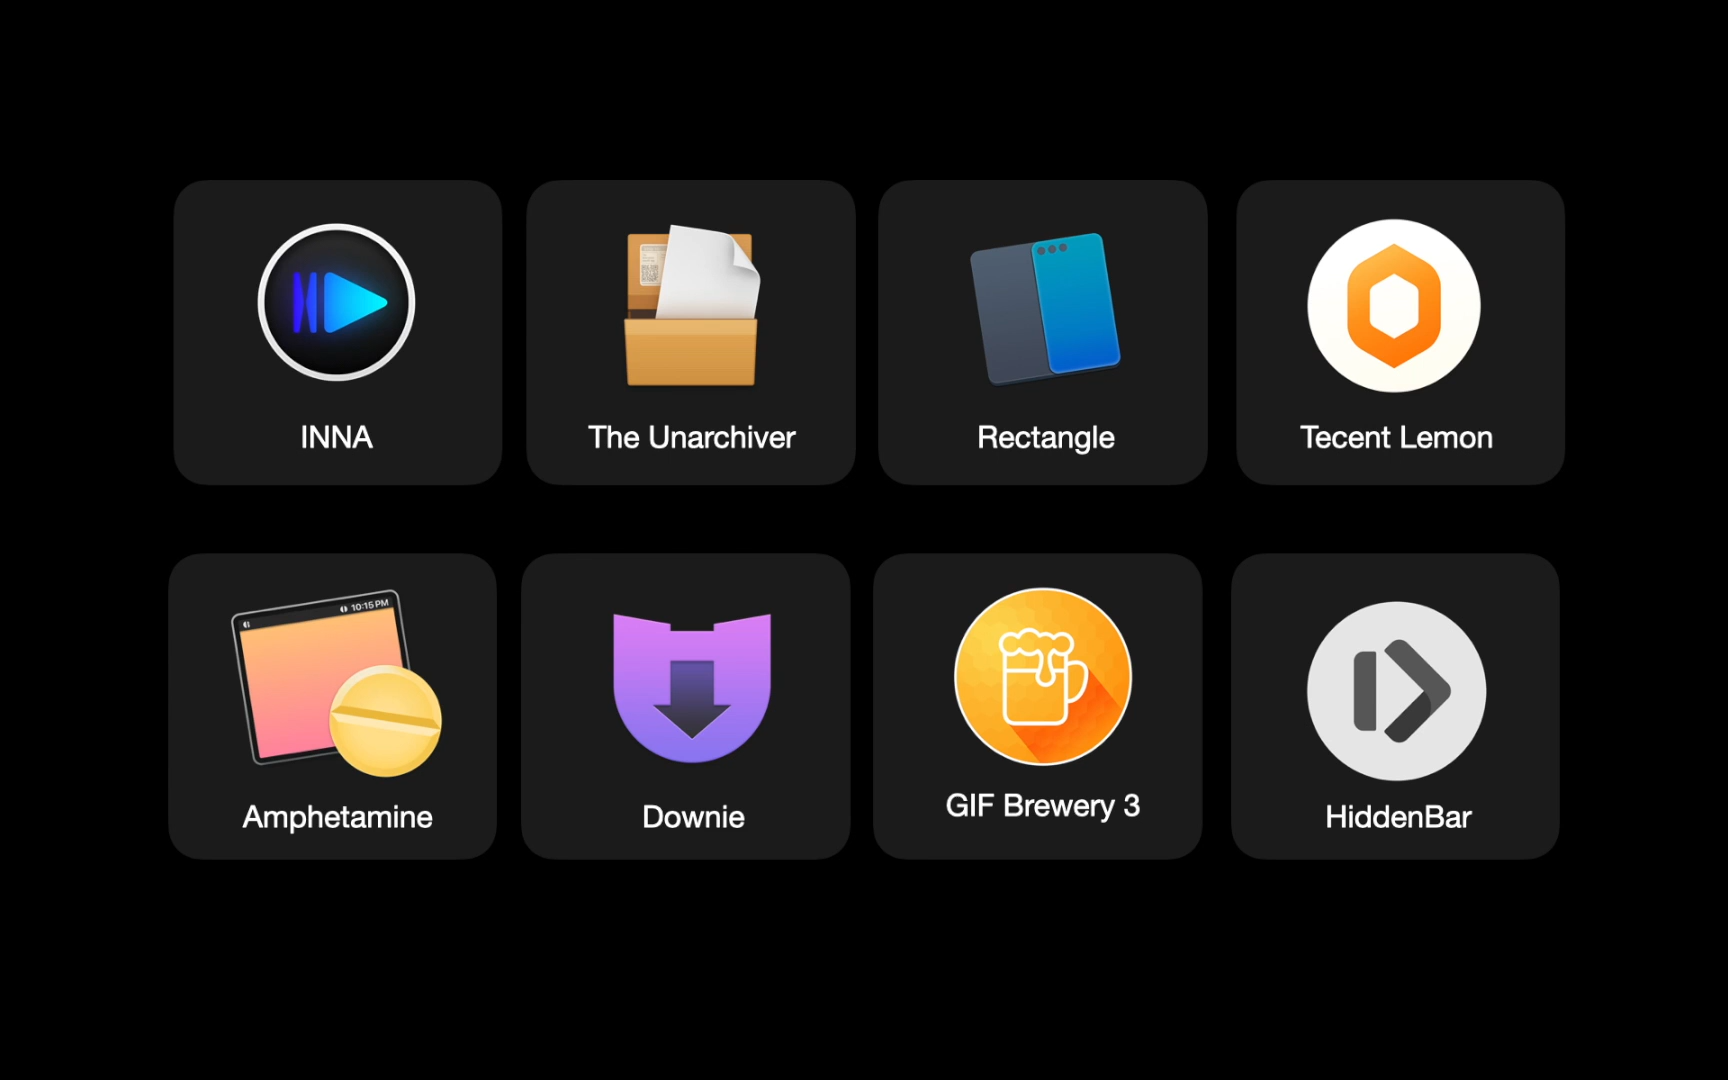 INNA
The Unarchiver
Rectangle
Tecent Lemon
10:15 PM
Amphetamine
Downie
GIF Brewery 3
HiddenBar